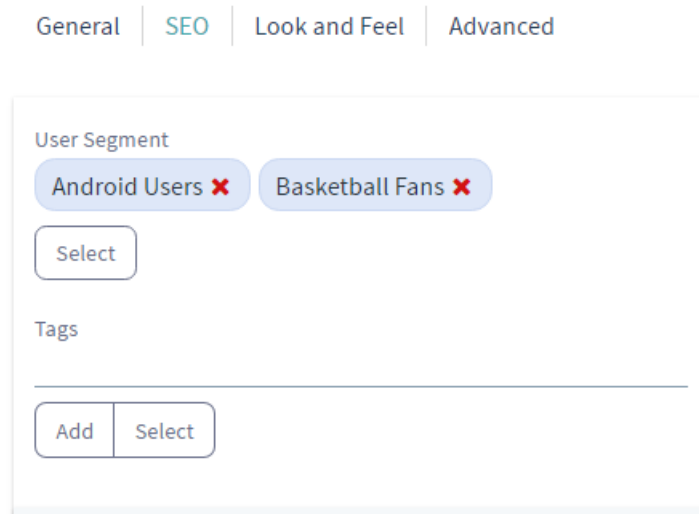 General SEO Look and Feel Advanced
User Segment
Android Users Basketball Fans
Select
Tags
Add Select